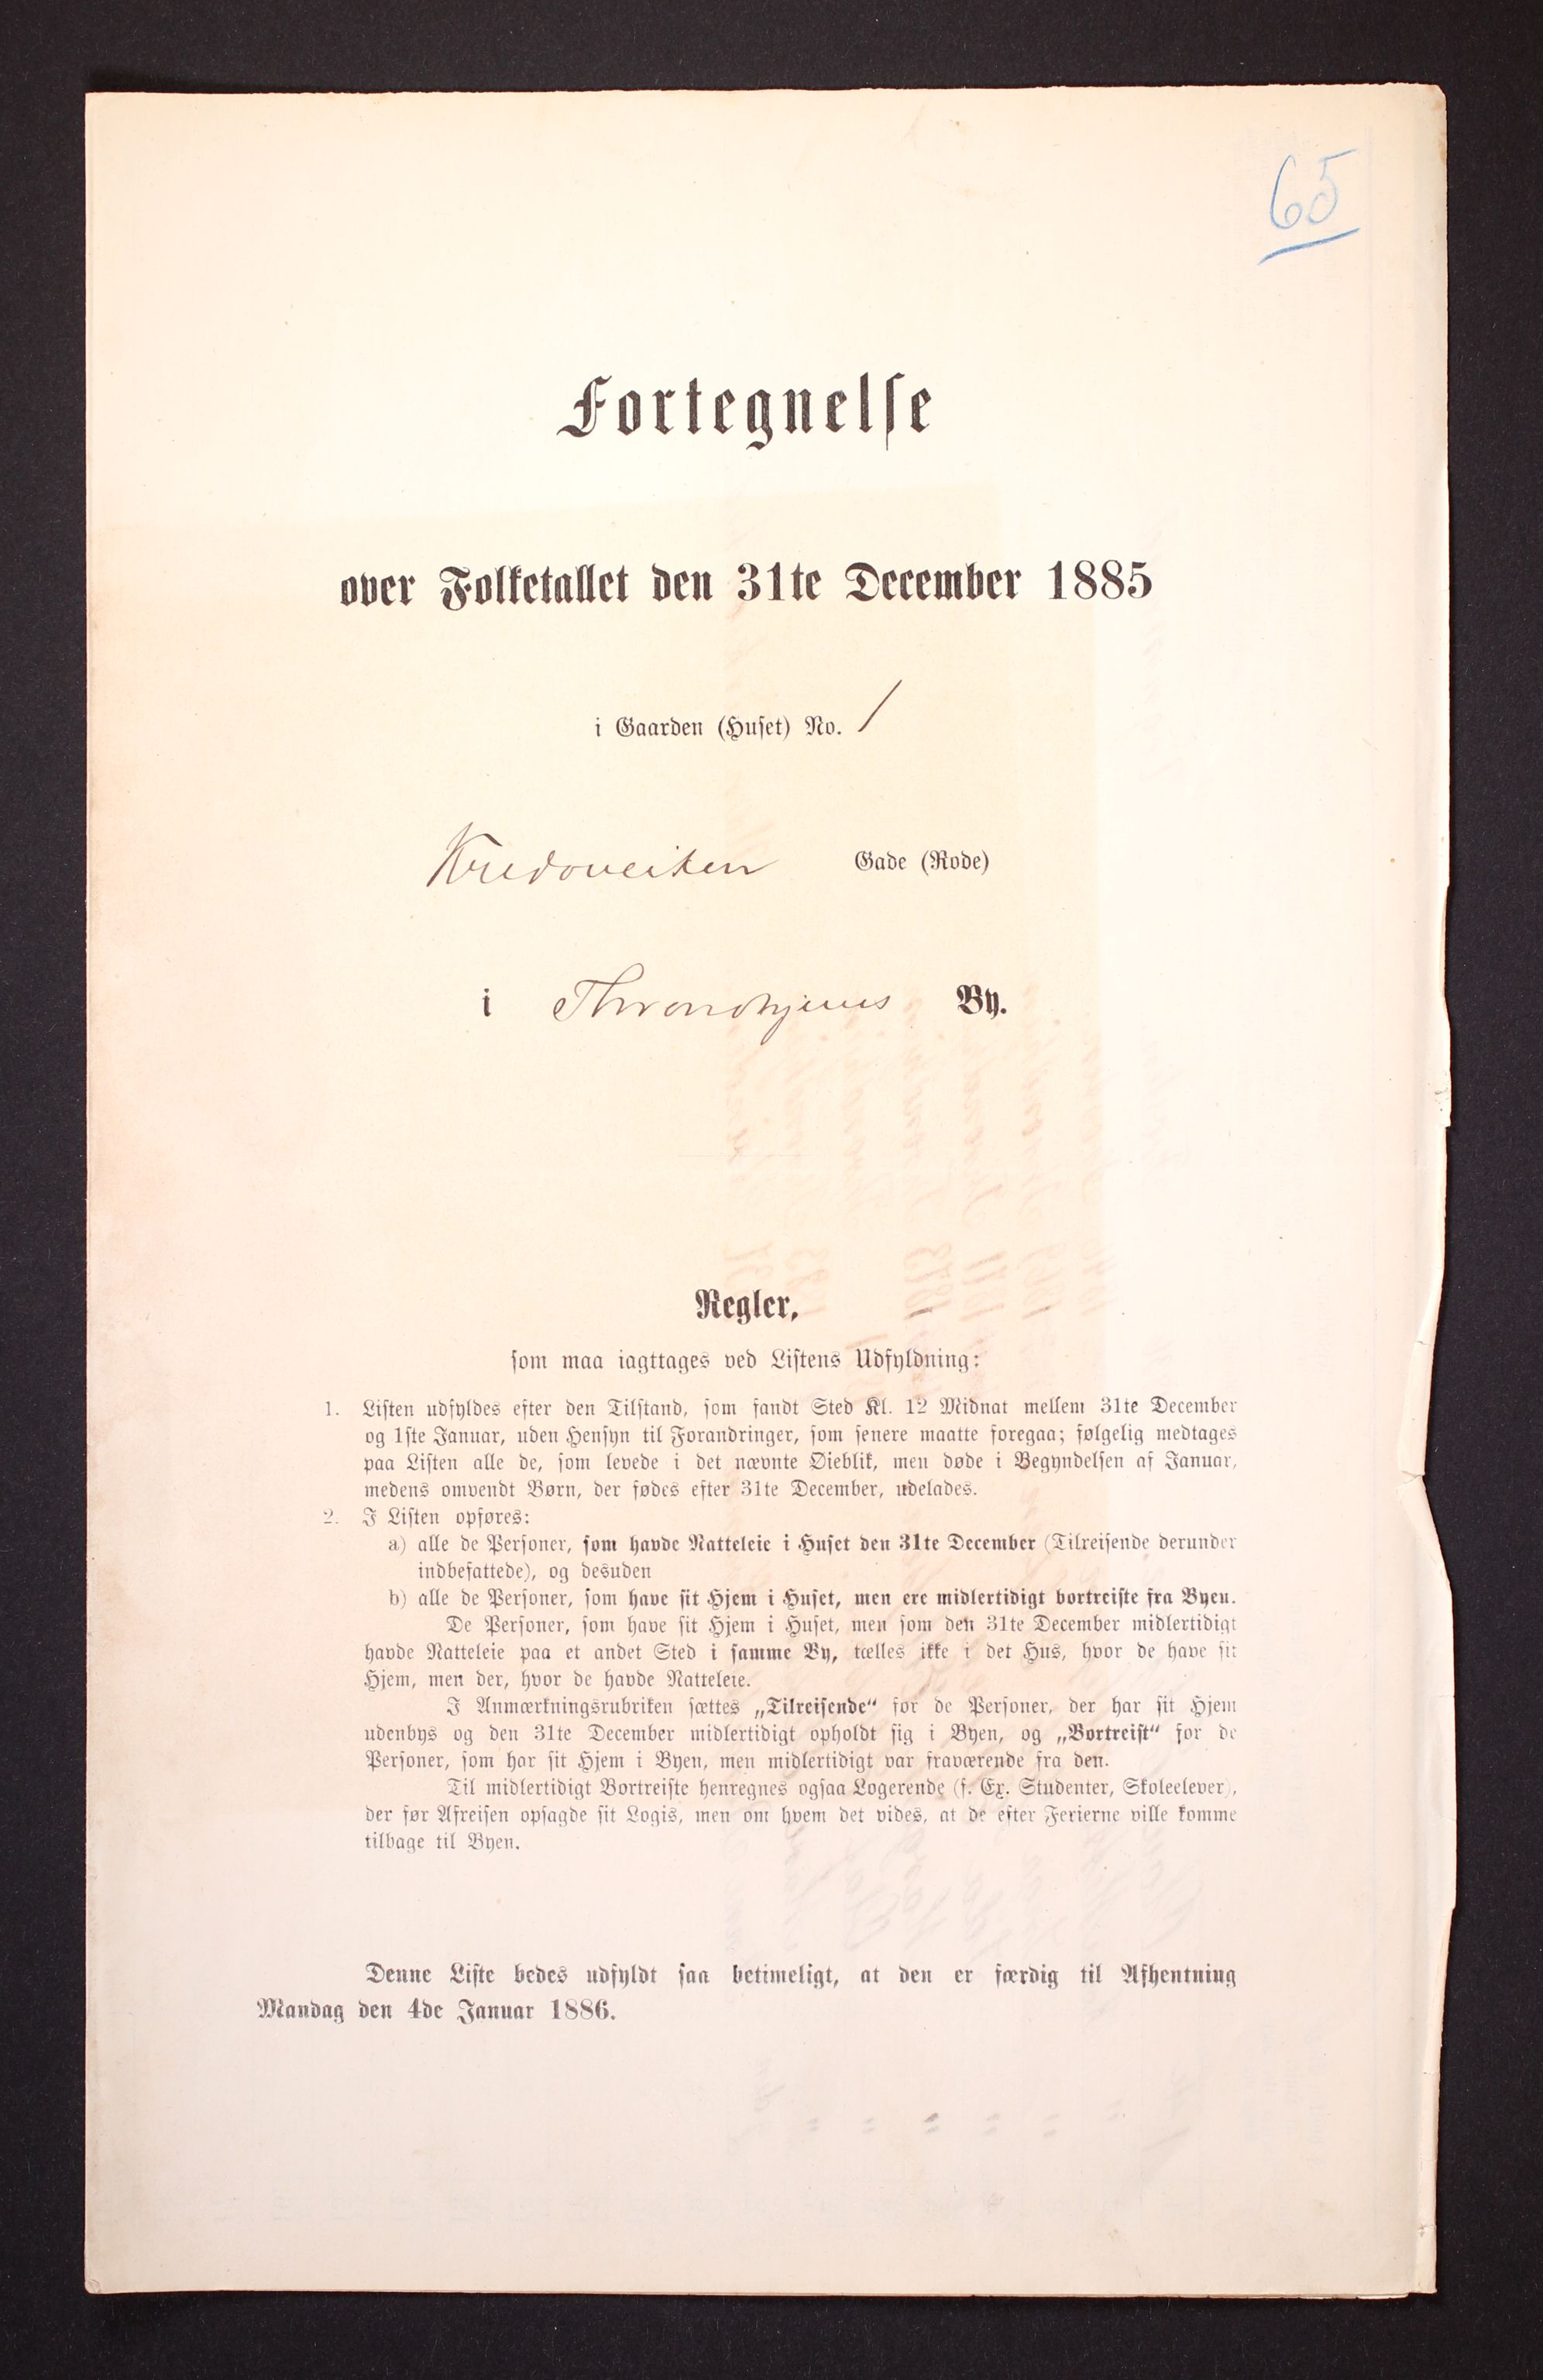 65
Fortegnelse
over Folketallet den 31te December 1885
i Gaarden (Huset) No. 1
Kredoveiten Gade (Rode)
i Throndhjems By.
Regler,
som maa iagttages ved Listens Udfyldning:
1. Listen udfyldes efter den Tilstand, som fandt Sted Kl. 12 Midnat mellem 31te December
og 1ste Januar, uden Hensyn til Forandringer, som senere maatte foregaa; følgelig medtages
paa Listen alle de, som levede i det nævnte Øieblik, men døde i Begyndelsen af Januar,
medens omvendt Børn, der fødes efter 31te December, udelades.
2. I Listen opføres:
a) alle de Personer, som havde Natteleie i Huset den 31te December (Tilreisende derunder
indbefattede), og desuden
b) alle de Personer, som have sit Hjem i Huset, men ere midlertidigt bortreiste fra Byen.
De Personer, som have sit Hjem i Huset, men som den 31te December midlertidigt
havde Natteleie paa et andet Sted i samme By, tælles ikke i det Hus, hvor de have sit
Hjem, men der, hvor de havde Natteleie.
I Anmærkningsrubriken sættes „Tilreisende“ for de Personer, der har sit Hjem
udenbys og den 31te December midlertidigt opholdt sig i Byen, og „Bortreist“ for de
Personer, som har sit Hjem i Byen, men midlertidigt var fraværende fra den.
Til midlertidigt Bortreiste henregnes ogsaa Logerende (f. Ex. Studenter, Skoleelever),
der før Afreisen opsagde sit Logis, men om hvem det vides, at de efter Ferierne ville komme
tilbage til Byen.
Denne Liste bedes udfyldt saa betimeligt, at den er færdig til Afhentning
Mandag den 4de Januar 1886.